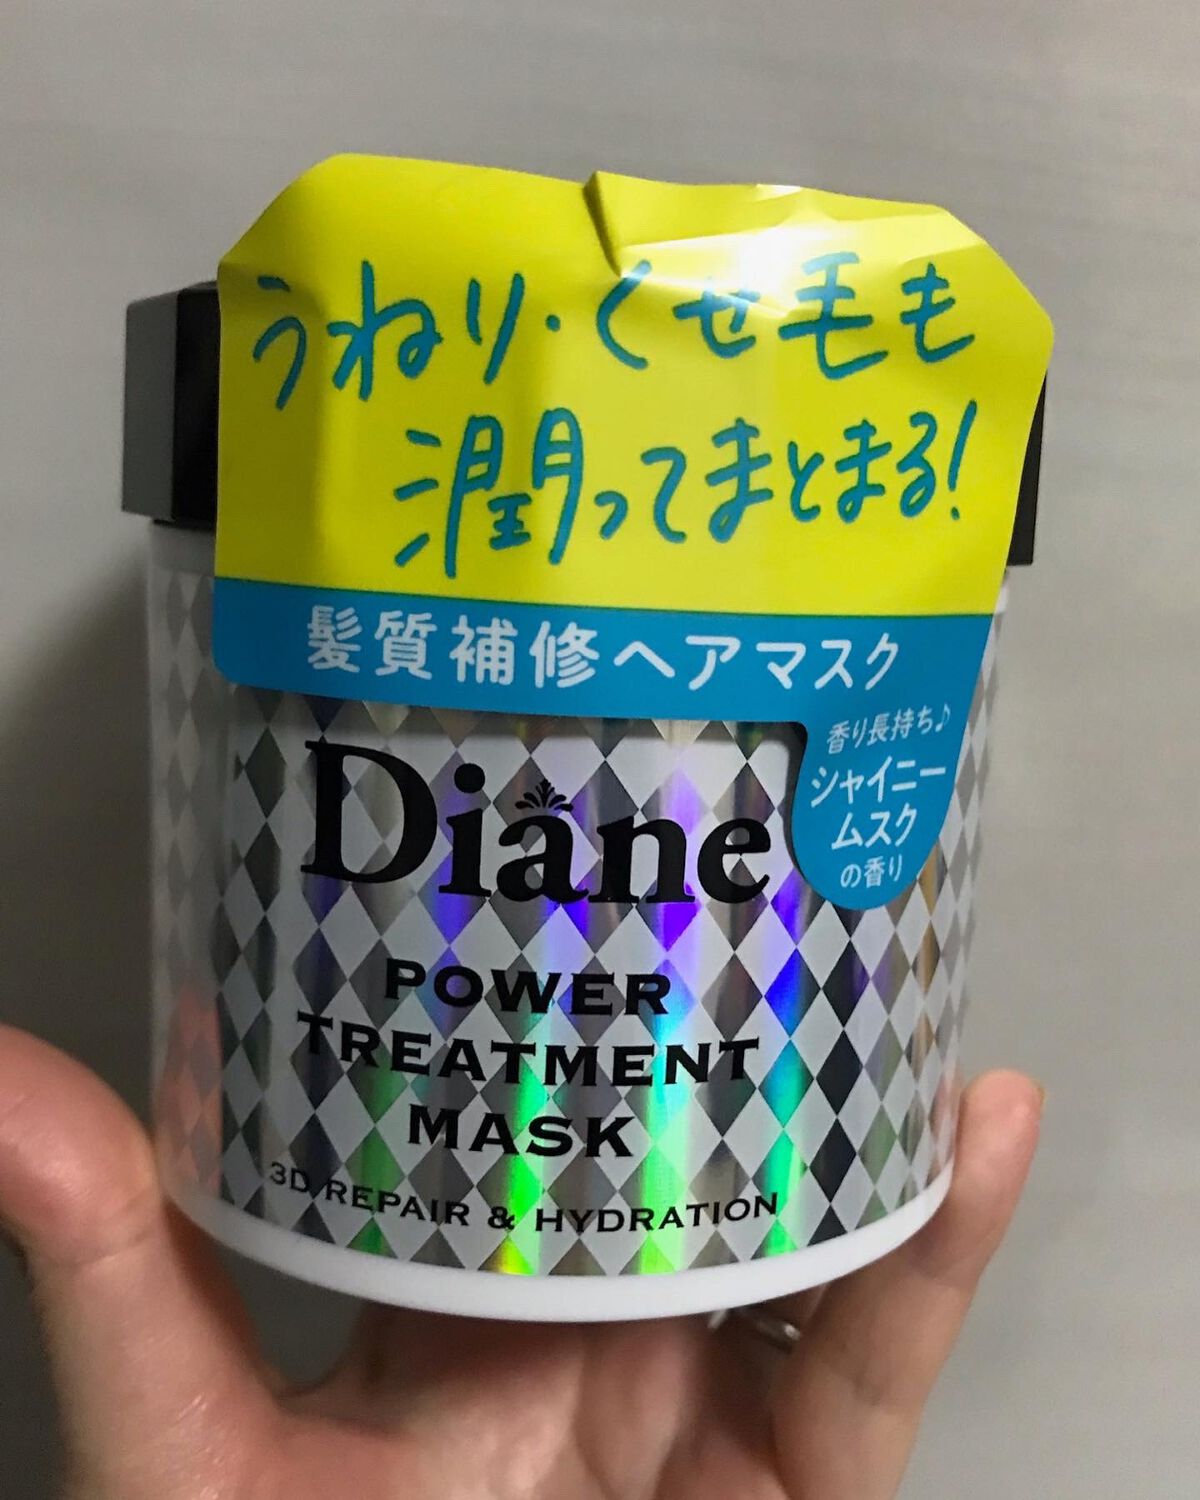 うねり・くせ毛も
潤ってまとまる!
髪質補修ヘアマスク
香り長持ち♪
シャイニー
ムスク
の香り
Diane
POWER
TREATMENT
MASK
3D REPAIR & HYDRATION